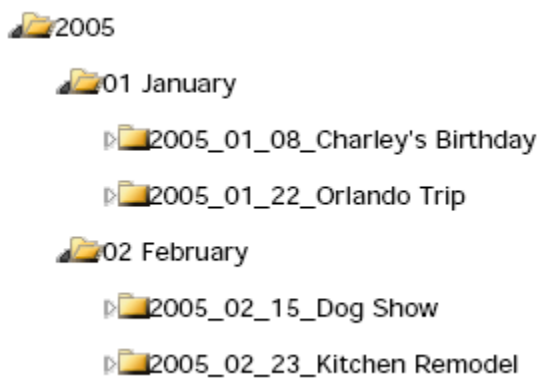 2005
01 January
2005_01_08_Charley's Birthday
2005_01_22_Orlando Trip
02 February
2005_02_15_Dog Show
2005_02_23_Kitchen Remodel